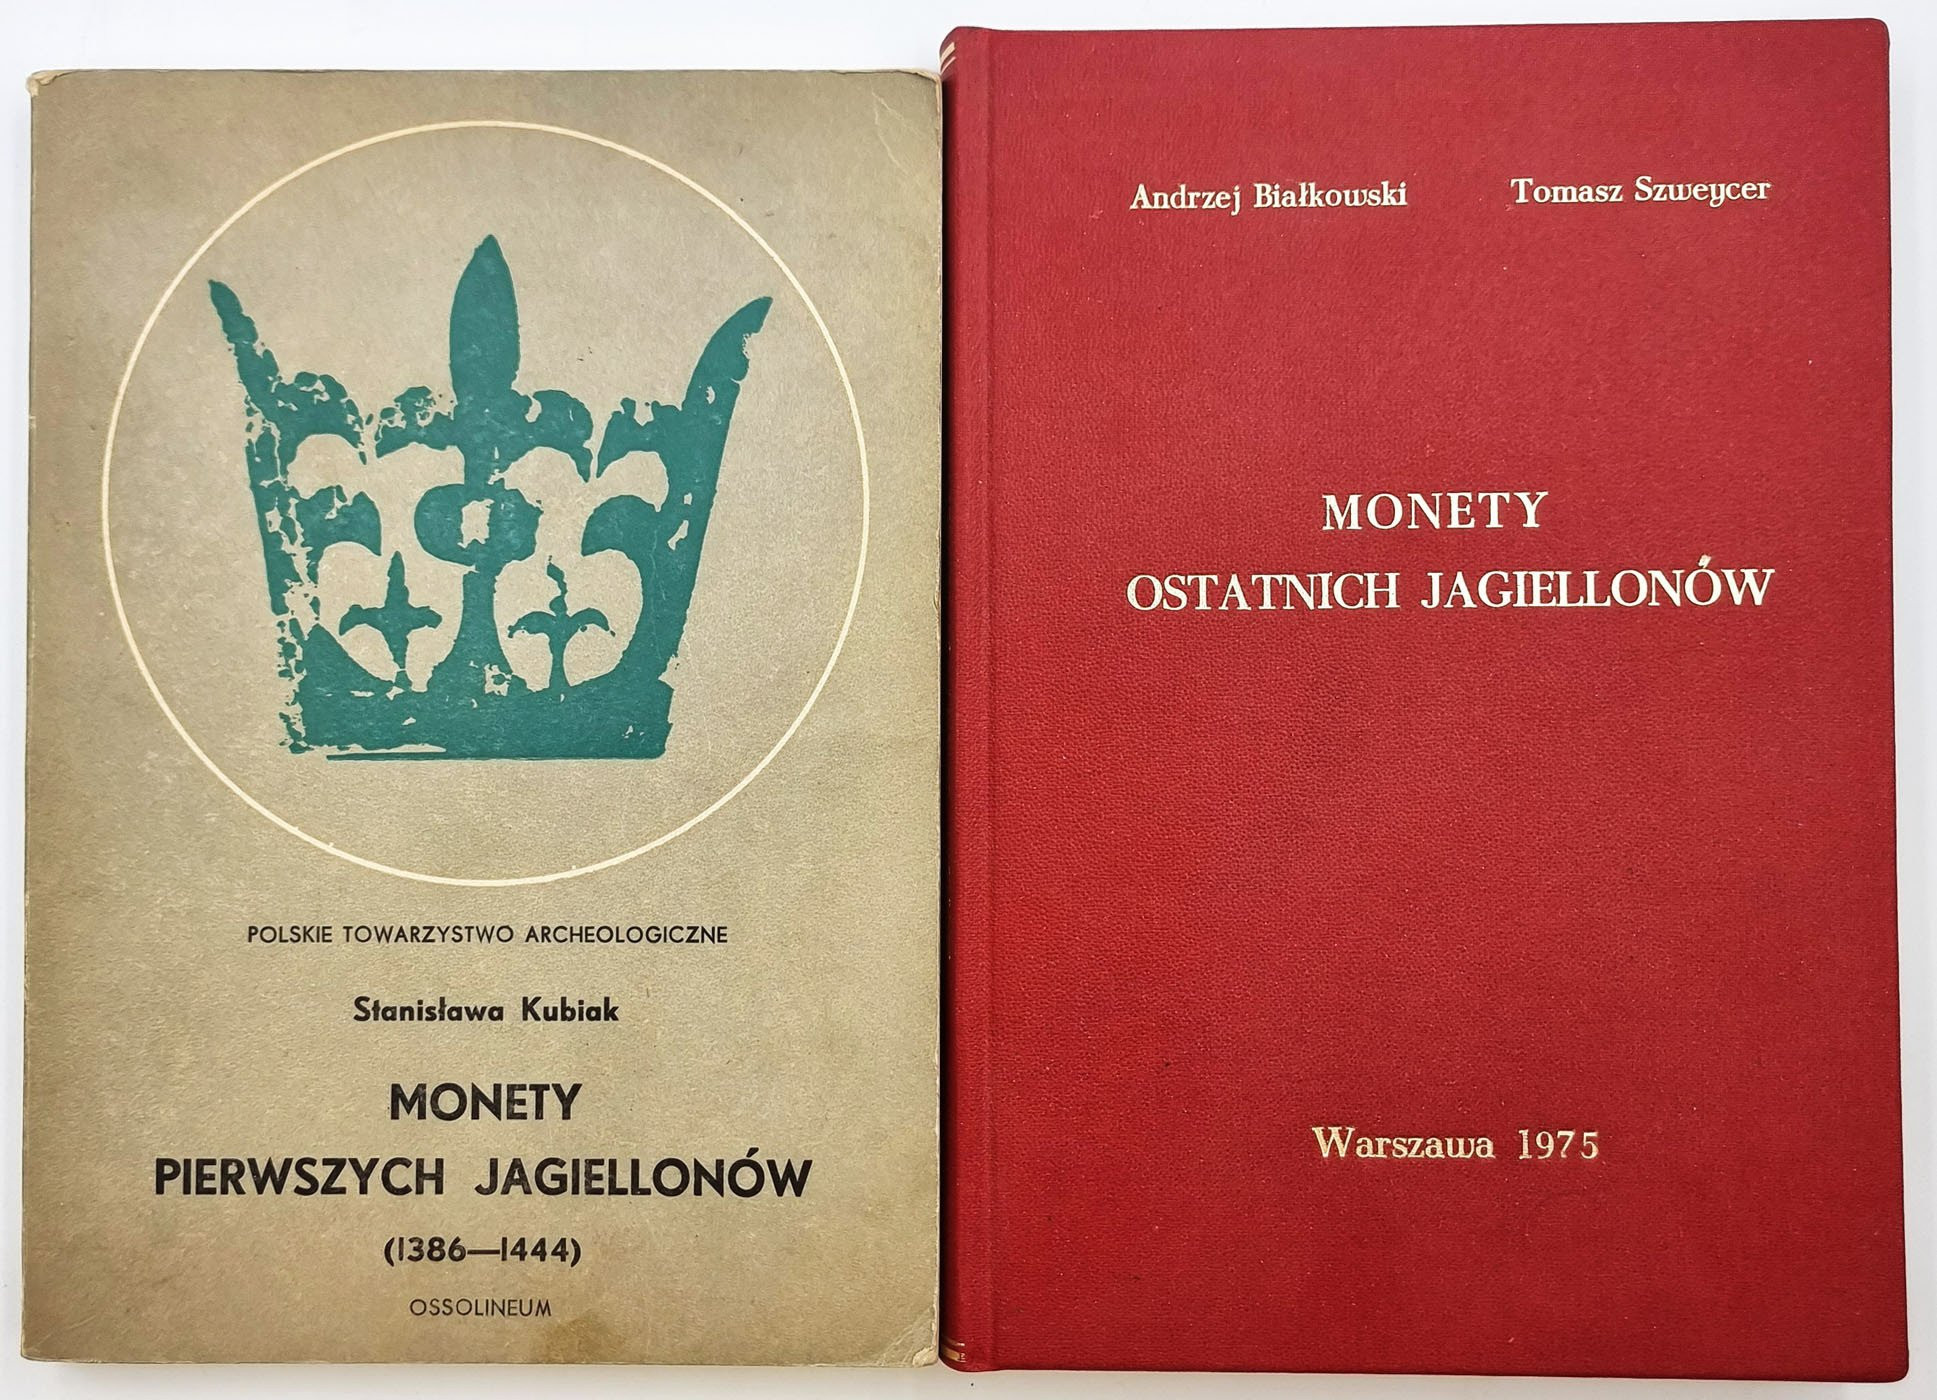 POLSKIE TOWARZYSTWO ARCHEOLOGICZNE
Stanisława Kubiak
MONETY
PIERWSZYCH JAGIELLONÓW
(1386—1444)
OSSOLINEUM
Andrzej Białkowski Tomasz Szweycer
MONETY
OSTATNICH JAGIELLONÓW
Warszawa 1975